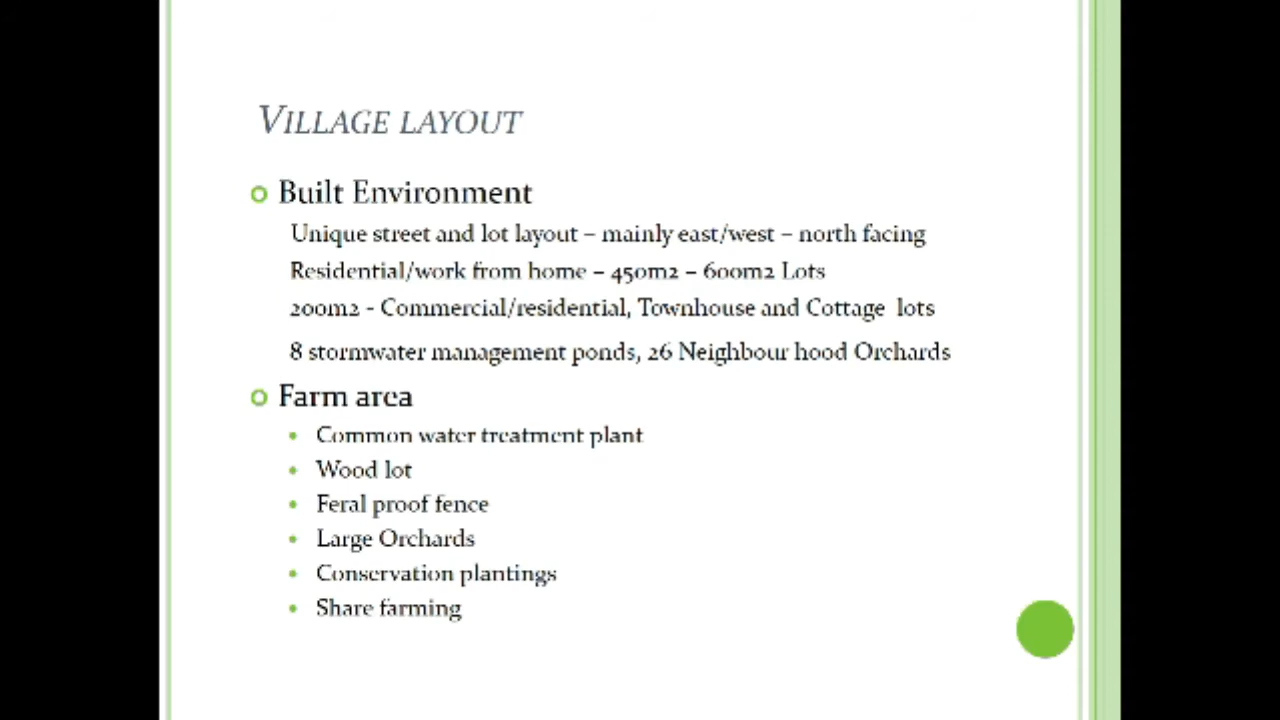 VILLAGE LAYOUT
Built Environment
Unique street and lot layout – mainly east/west – north facing
Residential/work from home – 450m2 – 600m2 Lots
200m2 - Commercial/residential, Townhouse and Cottage lots
8 stormwater management ponds, 26 Neighbour hood Orchards
Farm area
Common water treatment plant
Wood lot
Feral proof fence
Large Orchards
Conservation plantings
Share farming